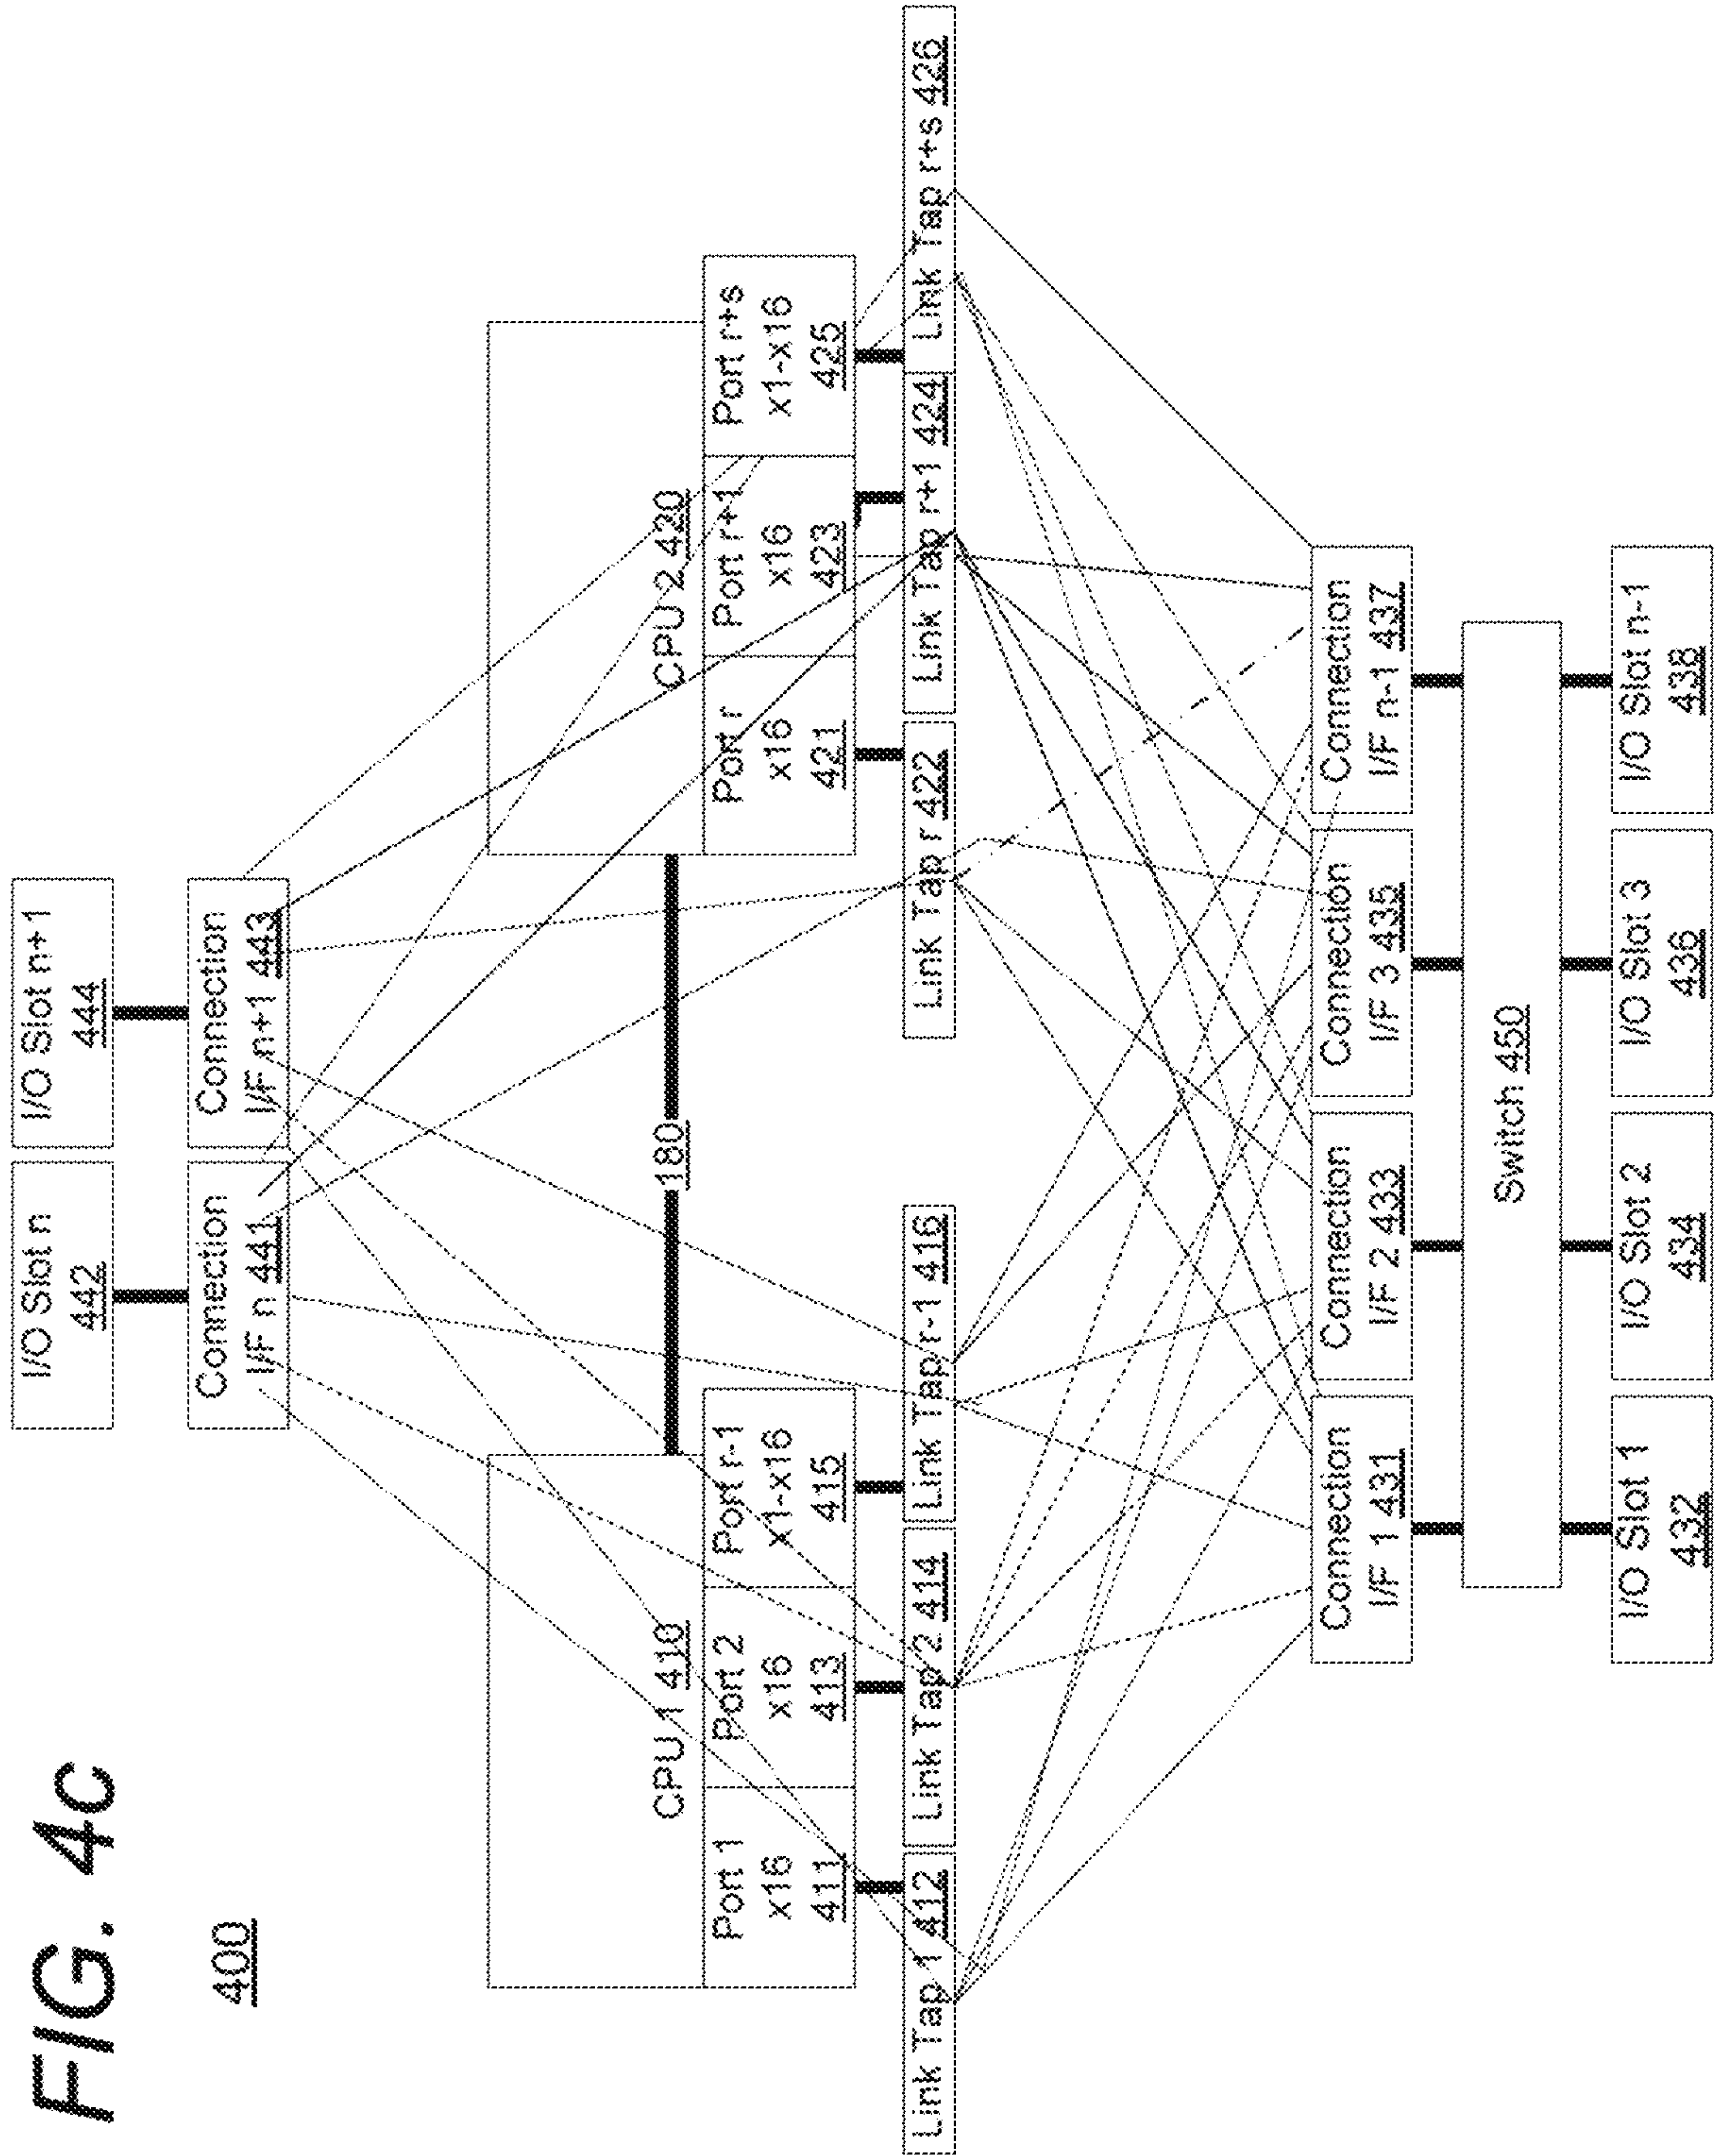 FIG. 4c
400
I/O Slot n
442
I/O Slot n+1
444
Connection
I/F n 441
Connection
I/F n+1 443
CPU 1 410
180
CPU 2 420
Port 1
x16
411
Port 2
x16
413
Port r-1
x1-x16
415
Port r
x16
421
Port r+1
x16
423
Port r+s
x1-x16
425
Link Tap 1 412
Link Tap 2 414
Link Tap r-1 416
Link Tap r 422
Link Tap r+1 424
Link Tap r+s 426
Connection
I/F 1 431
Connection
I/F 2 433
Connection
I/F 3 435
Connection
I/F n-1 437
Switch 450
I/O Slot 1
432
I/O Slot 2
434
I/O Slot 3
436
I/O Slot n-1
438